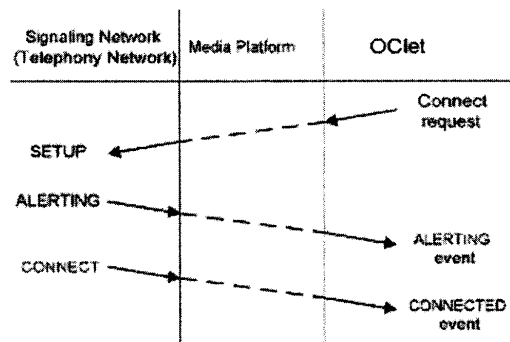 Signaling Network
(Telephony Network)
Media Platform
OClet
Connect
request
SETUP
ALERTING
ALERTING
event
CONNECT
CONNECTED
event